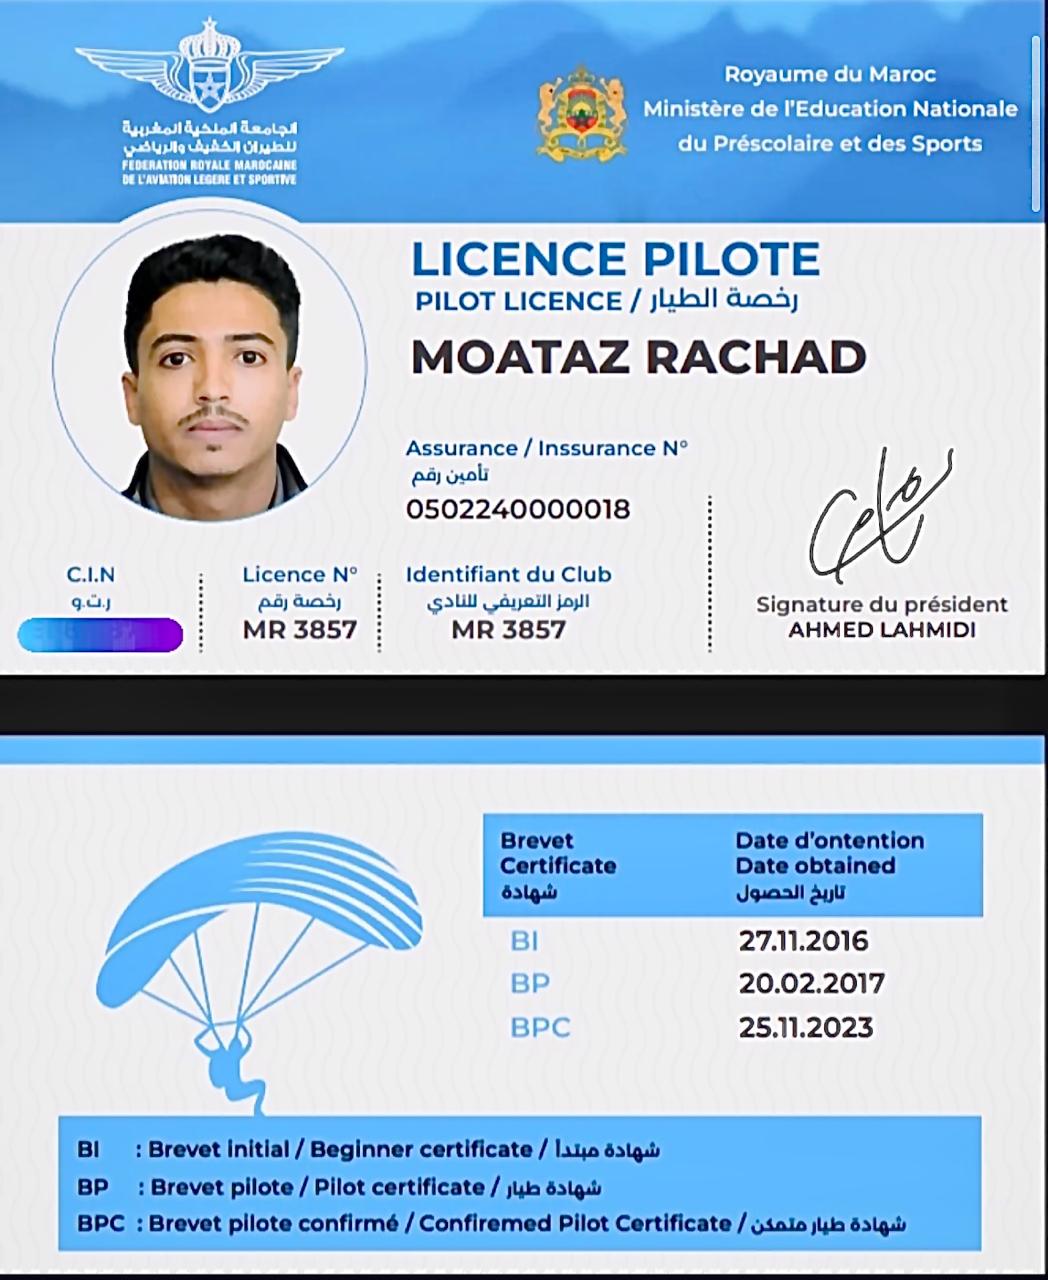 الجامعة الملكية المغربية
للطيران الخفيف والرياضي
FEDERATION ROYALE MAROCAINE
DE L'AVIATION LEGERE ET SPORTIVE
Royaume du Maroc
Ministère de l'Education Nationale
du Préscolaire et des Sports
LICENCE PILOTE
PILOT LICENCE / رخصة الطيار
MOATAZ RACHAD
Assurance / Inssurance N°
تأمين رقم
0502240000018
C.I.N
ر.ت.و
Licence N°
رخصة رقم
MR 3857
Identifiant du Club
الرمز التعريفي للنادي
MR 3857
Signature du président
AHMED LAHMIDI
Brevet
Certificate
شهادة
Date d'ontention
Date obtained
تاريخ الحصول
BI 27.11.2016
BP 20.02.2017
BPC 25.11.2023
BI : Brevet initial / Beginner certificate / شهادة مبتدأ
BP : Brevet pilote / Pilot certificate / شهادة طيار
BPC : Brevet pilote confirmé / Confiremed Pilot Certificate / شهادة طيار متمكن